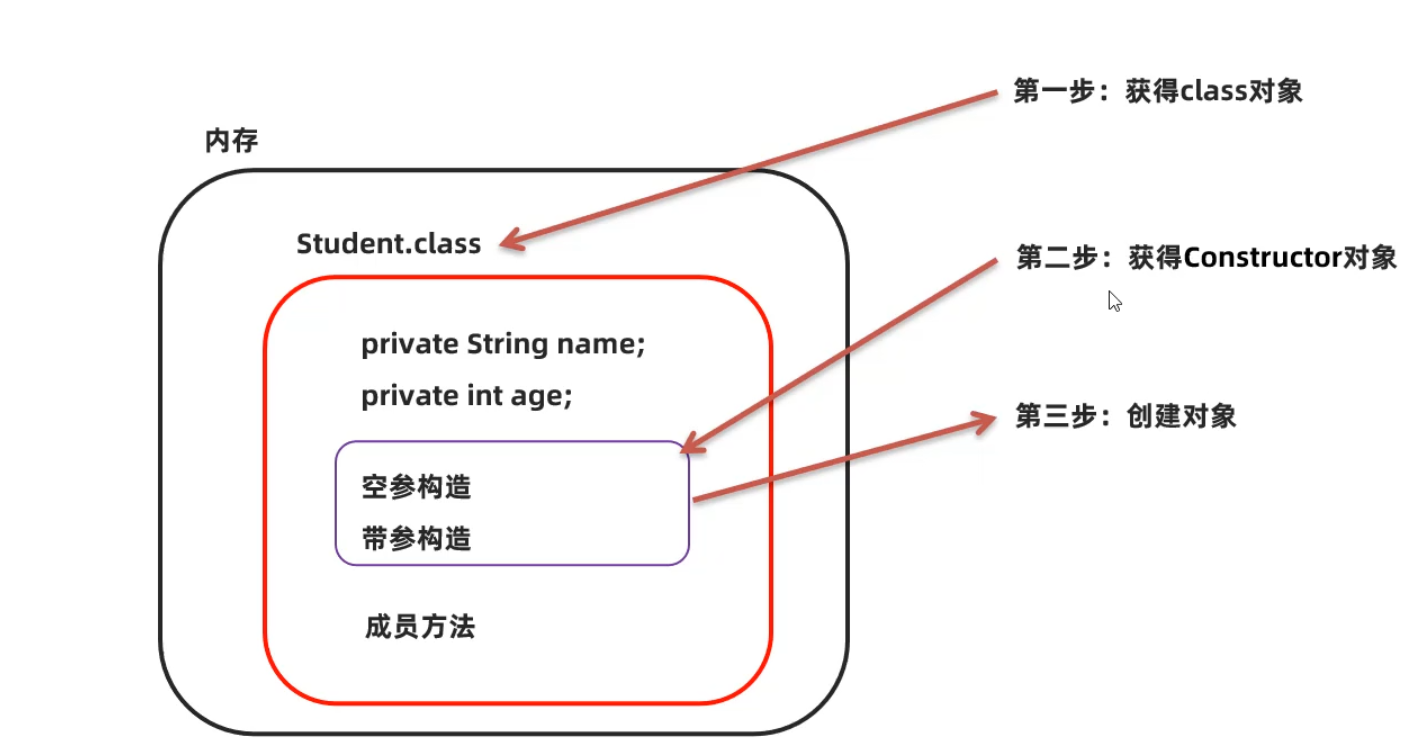 第一步：获得class对象
内存
Student.class
第二步：获得Constructor对象
private String name;
private int age;
第三步：创建对象
空参构造
带参构造
成员方法